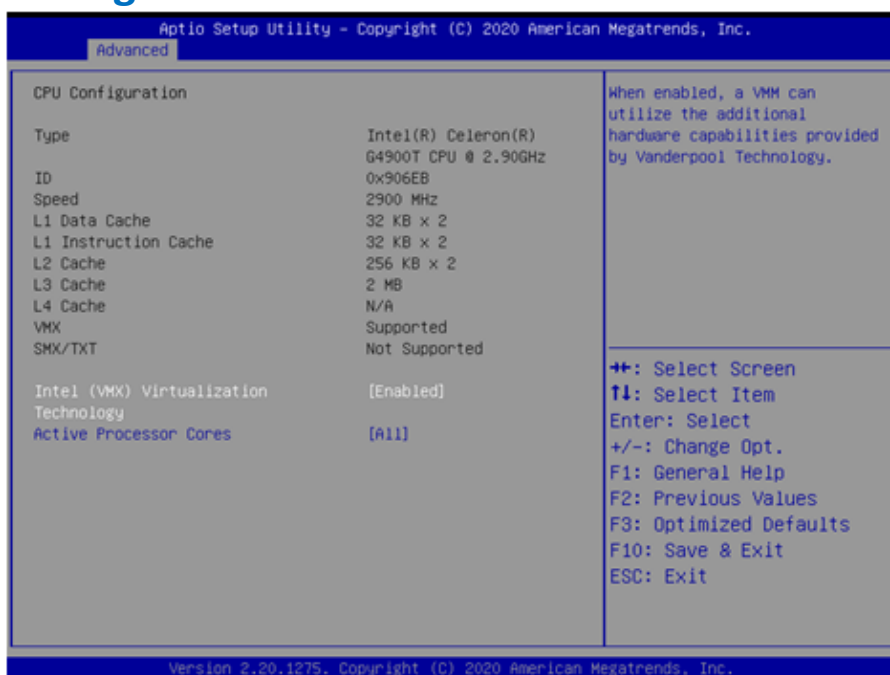 Aptio Setup Utility – Copyright (C) 2020 American Megatrends, Inc.
Advanced
CPU Configuration
Type Intel(R) Celeron(R)
G4900T CPU @ 2.90GHz
ID 0x906EB
Speed 2900 MHz
L1 Data Cache 32 KB x 2
L1 Instruction Cache 32 KB x 2
L2 Cache 256 KB x 2
L3 Cache 2 MB
L4 Cache N/A
VMX Supported
SMX/TXT Not Supported
Intel (VMX) Virtualization [Enabled]
Technology
Active Processor Cores [All]
When enabled, a VMM can
utilize the additional
hardware capabilities provided
by Vanderpool Technology.
→←: Select Screen
↑↓: Select Item
Enter: Select
+/-: Change Opt.
F1: General Help
F2: Previous Values
F3: Optimized Defaults
F10: Save & Exit
ESC: Exit
Version 2.20.1275. Copyright (C) 2020 American Megatrends, Inc.